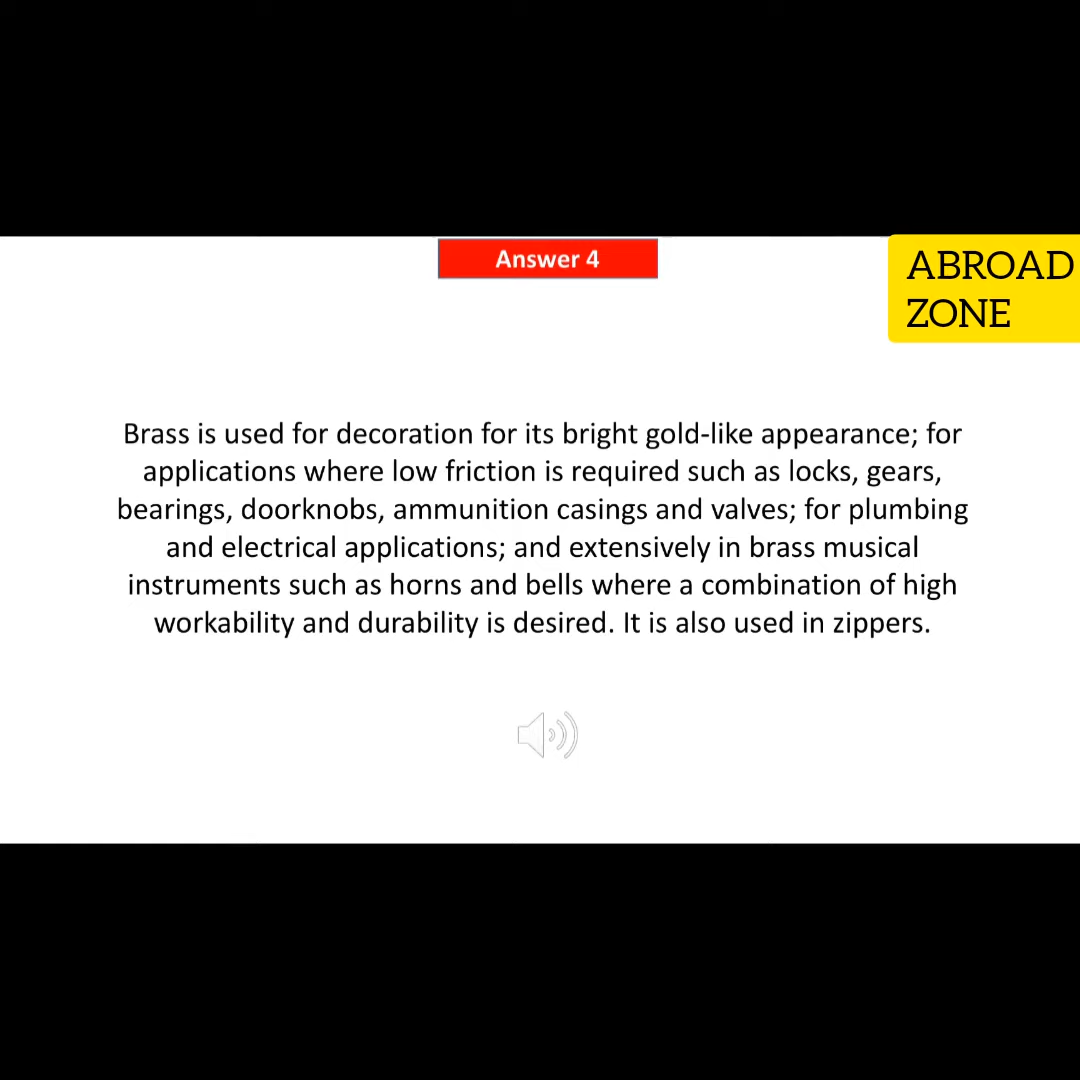 Answer 4
ABROAD
ZONE
Brass is used for decoration for its bright gold-like appearance; for
applications where low friction is required such as locks, gears,
bearings, doorknobs, ammunition casings and valves; for plumbing
and electrical applications; and extensively in brass musical
instruments such as horns and bells where a combination of high
workability and durability is desired. It is also used in zippers.